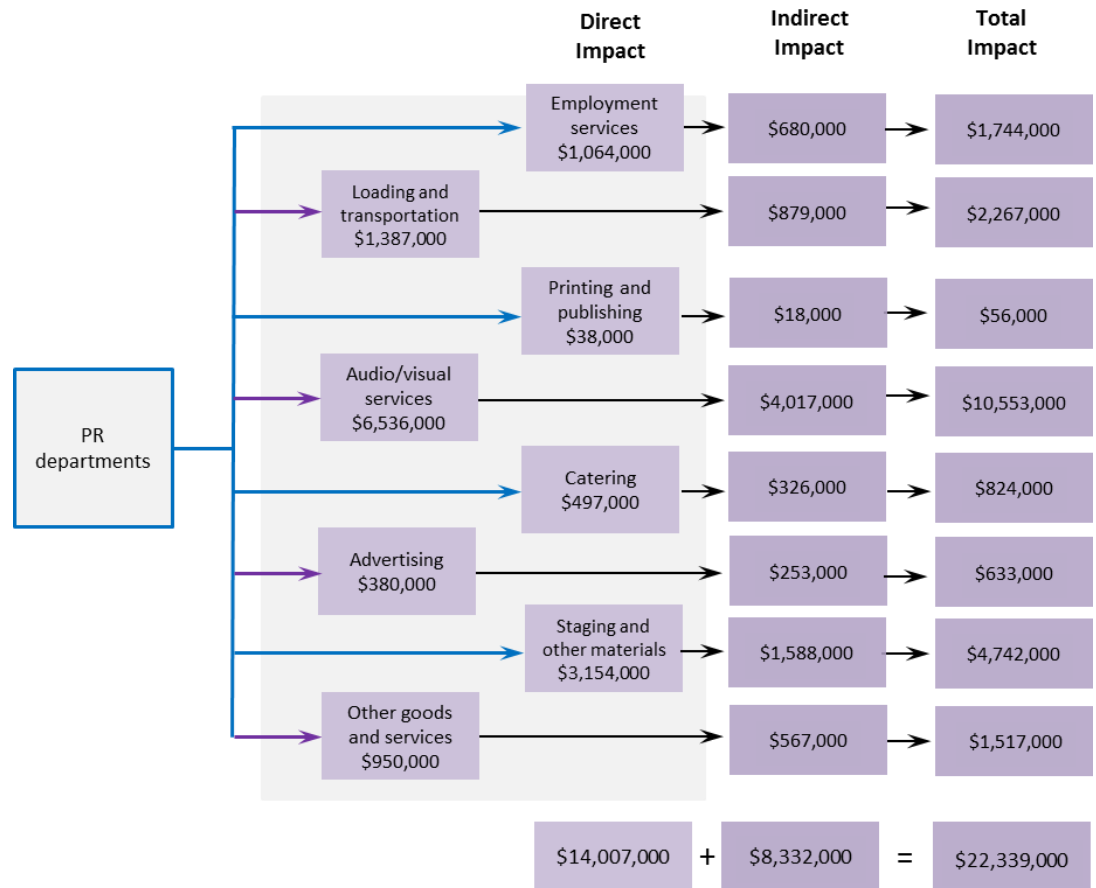 Direct
Impact
Indirect
Impact
Total
Impact
Employment
services
$1,064,000
$680,000
$1,744,000
Loading and
transportation
$1,387,000
$879,000
$2,267,000
Printing and
publishing
$38,000
$18,000
$56,000
Audio/visual
services
$6,536,000
$4,017,000
$10,553,000
PR
departments
Catering
$497,000
$326,000
$824,000
Advertising
$380,000
$253,000
$633,000
Staging and
other materials
$3,154,000
$1,588,000
$4,742,000
Other goods
and services
$950,000
$567,000
$1,517,000
$14,007,000 + $8,332,000 = $22,339,000